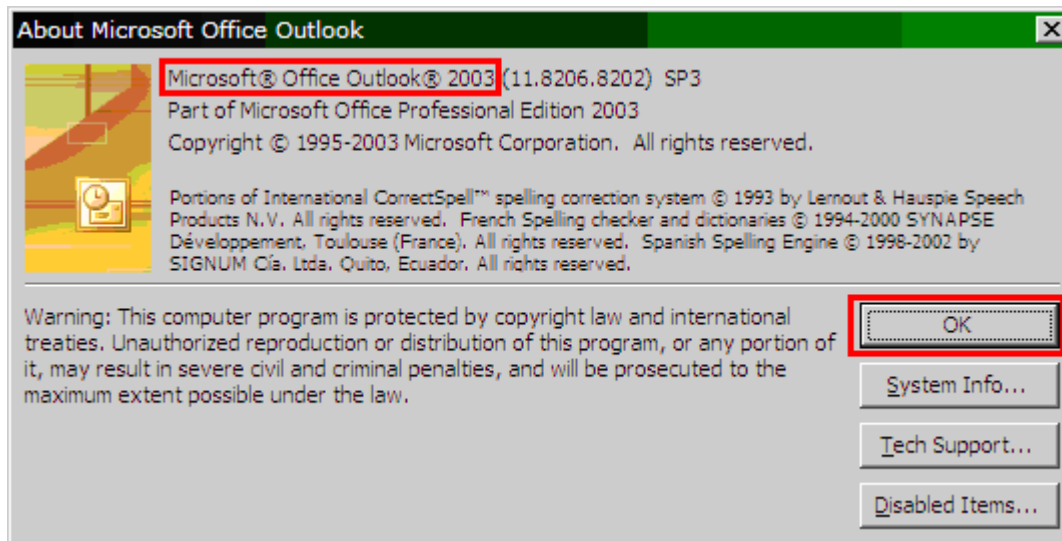 About Microsoft Office Outlook
Microsoft® Office Outlook® 2003 (11.8206.8202) SP3
Part of Microsoft Office Professional Edition 2003
Copyright © 1995-2003 Microsoft Corporation. All rights reserved.
Portions of International CorrectSpell™ spelling correction system © 1993 by Lernout & Hauspie Speech
Products N.V. All rights reserved. French Spelling checker and dictionaries © 1994-2000 SYNAPSE
Développement, Toulouse (France). All rights reserved. Spanish Spelling Engine © 1998-2002 by
SIGNUM Cía. Ltda. Quito, Ecuador. All rights reserved.
Warning: This computer program is protected by copyright law and international
treaties. Unauthorized reproduction or distribution of this program, or any portion of
it, may result in severe civil and criminal penalties, and will be prosecuted to the
maximum extent possible under the law.
OK
System Info...
Tech Support...
Disabled Items...